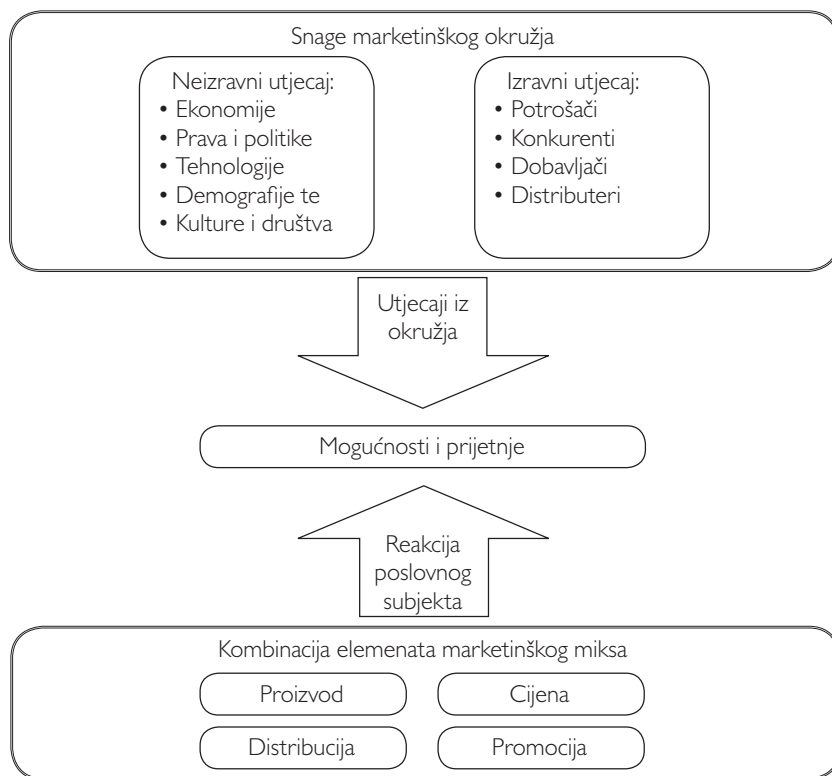 Snage marketinškog okružja
Neizravni utjecaj:
• Ekonomije
• Prava i politike
• Tehnologije
• Demografije te
• Kulture i društva
Izravni utjecaj:
• Potrošači
• Konkurenti
• Dobavljači
• Distributeri
Utjecaji iz
okružja
Mogućnosti i prijetnje
Reakcija
poslovnog
subjekta
Kombinacija elemenata marketinškog miksa
Proizvod
Cijena
Distribucija
Promocija